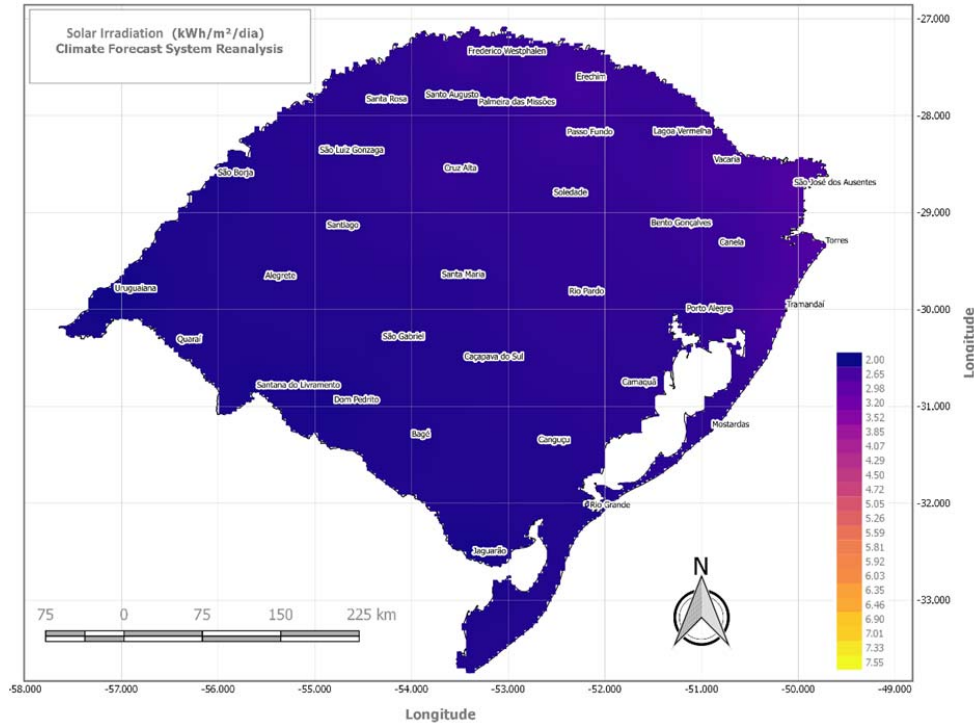 Solar Irradiation (kWh/m²/dia)
Climate Forecast System Reanalysis
-27.000
Frederico Westphalen
Erechim
Santo Augusto
Santa Rosa
Palmeira das Missões
-28.000
Passo Fundo
Lagoa Vermelha
São Luiz Gonzaga
Vacaria
Cruz Alta
São Borja
São José dos Ausentes
Soledade
-29.000
Bento Gonçalves
Santiago
Canela
Torres
Alegrete
Santa Maria
Uruguaiana
Rio Pardo
Tramandaí
Porto Alegre
-30.000
Quaraí
São Gabriel
Caçapava do Sul
Longitude
2.00
2.65
2.98
3.20
3.52
3.85
4.07
4.29
4.50
4.72
5.05
5.26
5.59
5.81
5.92
6.03
6.35
6.46
6.90
7.01
7.33
7.55
Santana do Livramento
Camaquã
Dom Pedrito
-31.000
Mostardas
Bagé
Canguçu
-32.000
Rio Grande
Jaguarão
N
-33.000
75 0 75 150 225 km
-58.000 -57.000 -56.000 -55.000 -54.000 -53.000 -52.000 -51.000 -50.000 -49.000
Longitude